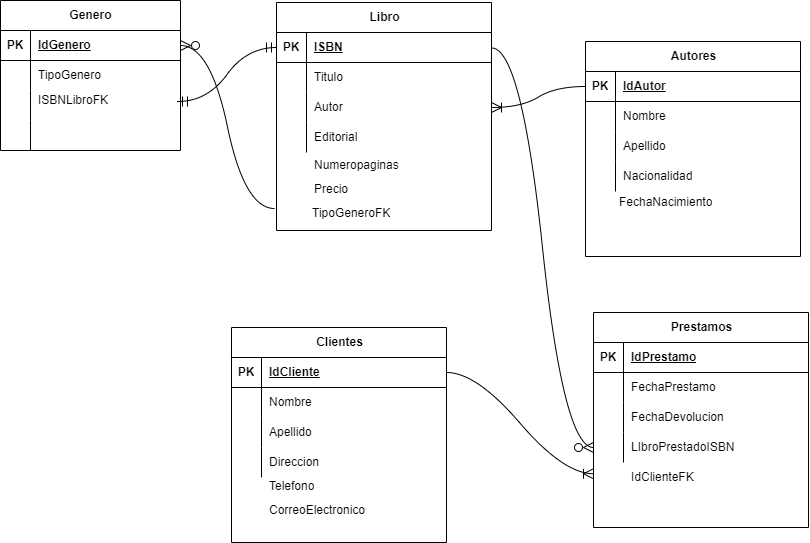 Genero
PK IdGenero
TipoGenero
ISBNLibroFK
Libro
PK ISBN
Titulo
Autor
Editorial
Numeropaginas
Precio
TipoGeneroFK
Autores
PK IdAutor
Nombre
Apellido
Nacionalidad
FechaNacimiento
Clientes
PK IdCliente
Nombre
Apellido
Direccion
Telefono
CorreoElectronico
Prestamos
PK IdPrestamo
FechaPrestamo
FechaDevolucion
LIbroPrestadoISBN
IdClienteFK